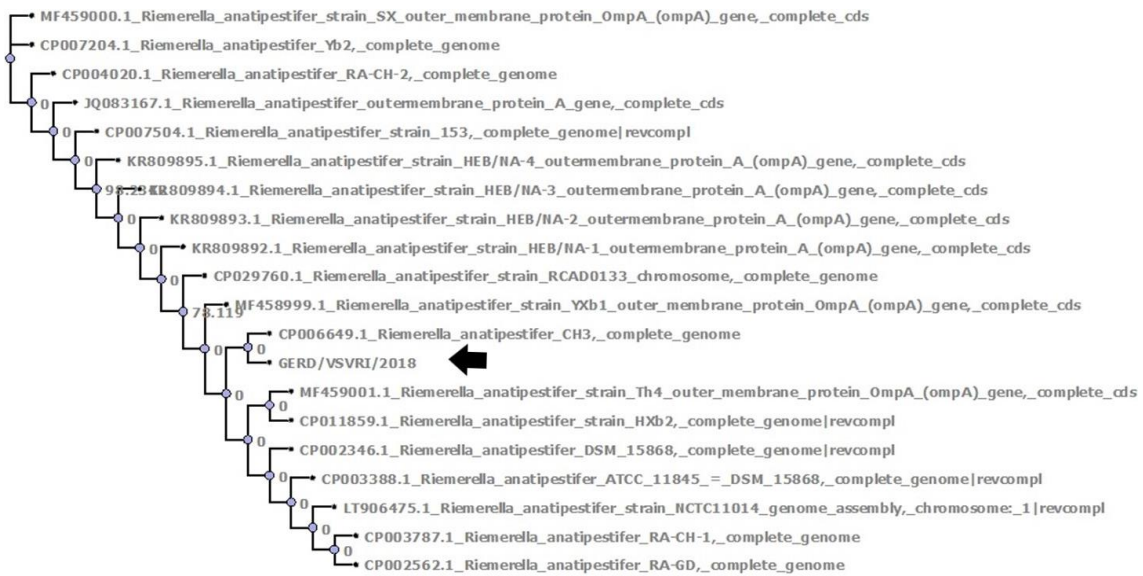 MF459000.1_Riemerella_anatipestifer_strain_SX_outer_membrane_protein_OmpA_(ompA)_gene,_complete_cds
CP007204.1_Riemerella_anatipestifer_Yb2,_complete_genome
CP004020.1_Riemerella_anatipestifer_RA-CH-2,_complete_genome
0
JQ083167.1_Riemerella_anatipestifer_outermembrane_protein_A_gene,_complete_cds
0
CP007504.1_Riemerella_anatipestifer_strain_153,_complete_genome|revcompl
0
KR809895.1_Riemerella_anatipestifer_strain_HEB/NA-4_outermembrane_protein_A_(ompA)_gene,_complete_cds
KR809894.1_Riemerella_anatipestifer_strain_HEB/NA-3_outermembrane_protein_A_(ompA)_gene,_complete_cds
0
KR809893.1_Riemerella_anatipestifer_strain_HEB/NA-2_outermembrane_protein_A_(ompA)_gene,_complete_cds
0
KR809892.1_Riemerella_anatipestifer_strain_HEB/NA-1_outermembrane_protein_A_(ompA)_gene,_complete_cds
0
CP029760.1_Riemerella_anatipestifer_strain_RCAD0133_chromosome,_complete_genome
78.119
MF458999.1_Riemerella_anatipestifer_strain_YXb1_outer_membrane_protein_OmpA_(ompA)_gene,_complete_cds
0
CP006649.1_Riemerella_anatipestifer_CH3,_complete_genome
0
GERD/VSVRI/2018
0
MF459001.1_Riemerella_anatipestifer_strain_Th4_outer_membrane_protein_OmpA_(ompA)_gene,_complete_cds
0
CP011859.1_Riemerella_anatipestifer_strain_HXb2,_complete_genome|revcompl
0
CP002346.1_Riemerella_anatipestifer_DSM_15868,_complete_genome|revcompl
0
CP003388.1_Riemerella_anatipestifer_ATCC_11845_=_DSM_15868,_complete_genome|revcompl
0
LT906475.1_Riemerella_anatipestifer_strain_NCTC11014_genome_assembly,_chromosome:_1|revcompl
0
CP003787.1_Riemerella_anatipestifer_RA-CH-1,_complete_genome
0
CP002562.1_Riemerella_anatipestifer_RA-GD,_complete_genome